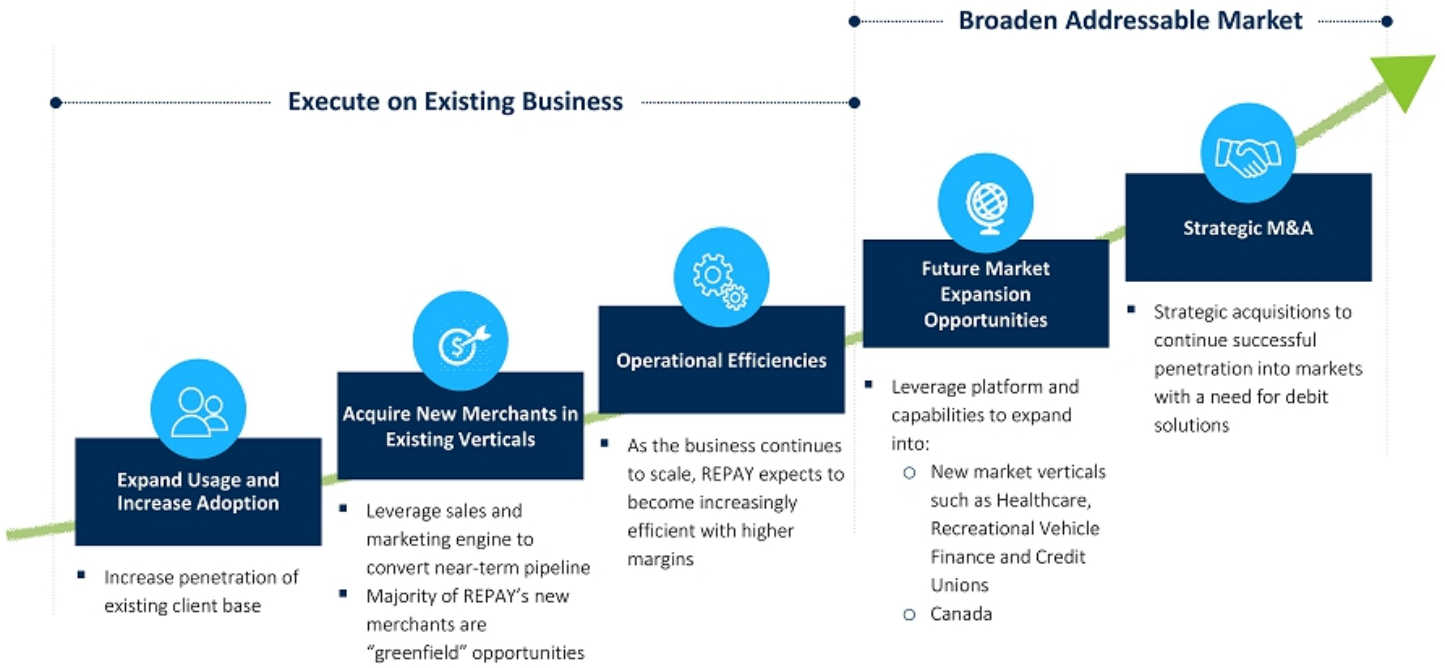 Broaden Addressable Market
Execute on Existing Business
Expand Usage and
Increase Adoption
▪ Increase penetration of
existing client base
Acquire New Merchants in
Existing Verticals
▪ Leverage sales and
marketing engine to
convert near-term pipeline
▪ Majority of REPAY’s new
merchants are
“greenfield” opportunities
Operational Efficiencies
▪ As the business continues
to scale, REPAY expects to
become increasingly
efficient with higher
margins
Future Market
Expansion
Opportunities
▪ Leverage platform and
capabilities to expand
into:
o New market verticals
such as Healthcare,
Recreational Vehicle
Finance and Credit
Unions
o Canada
Strategic M&A
▪ Strategic acquisitions to
continue successful
penetration into markets
with a need for debit
solutions
$